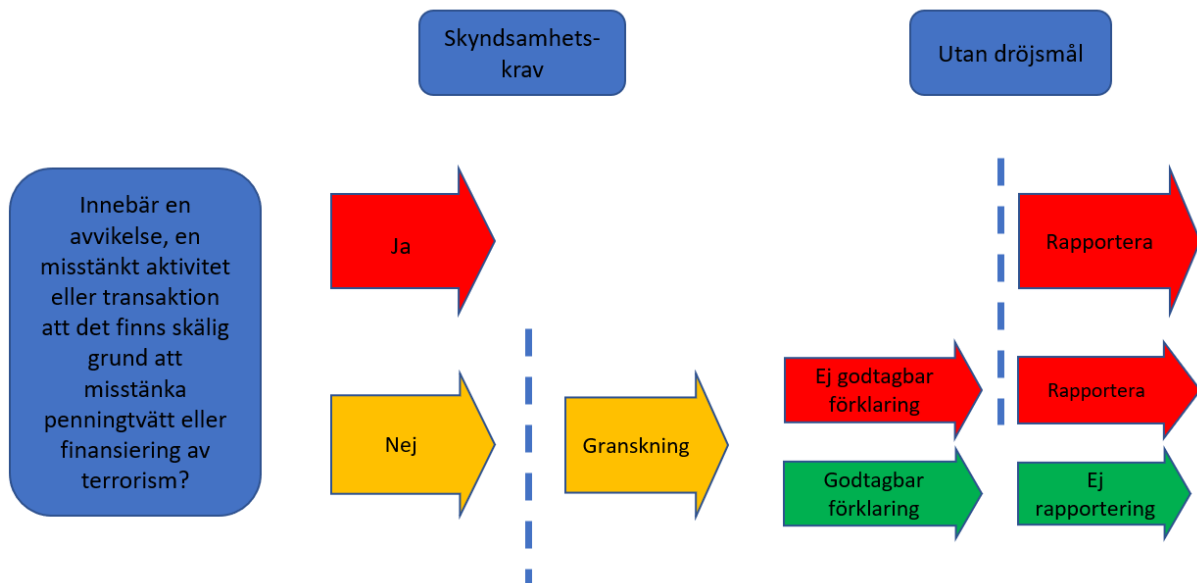 Skyndsamhets-
krav
Utan dröjsmål
Innebär en
avvikelse, en
misstänkt aktivitet
eller transaktion
att det finns skälig
grund att
misstänka
penningtvätt eller
finansiering av
terrorism?
Ja
Rapportera
Nej
Granskning
Ej godtagbar
förklaring
Rapportera
Godtagbar
förklaring
Ej
rapportering